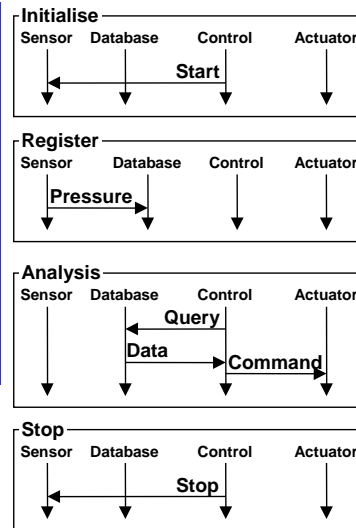 Initialise
Sensor Database Control Actuator
Start
Register
Sensor Database Control Actuator
Pressure
Analysis
Sensor Database Control Actuator
Query
Data
Command
Stop
Sensor Database Control Actuator
Stop